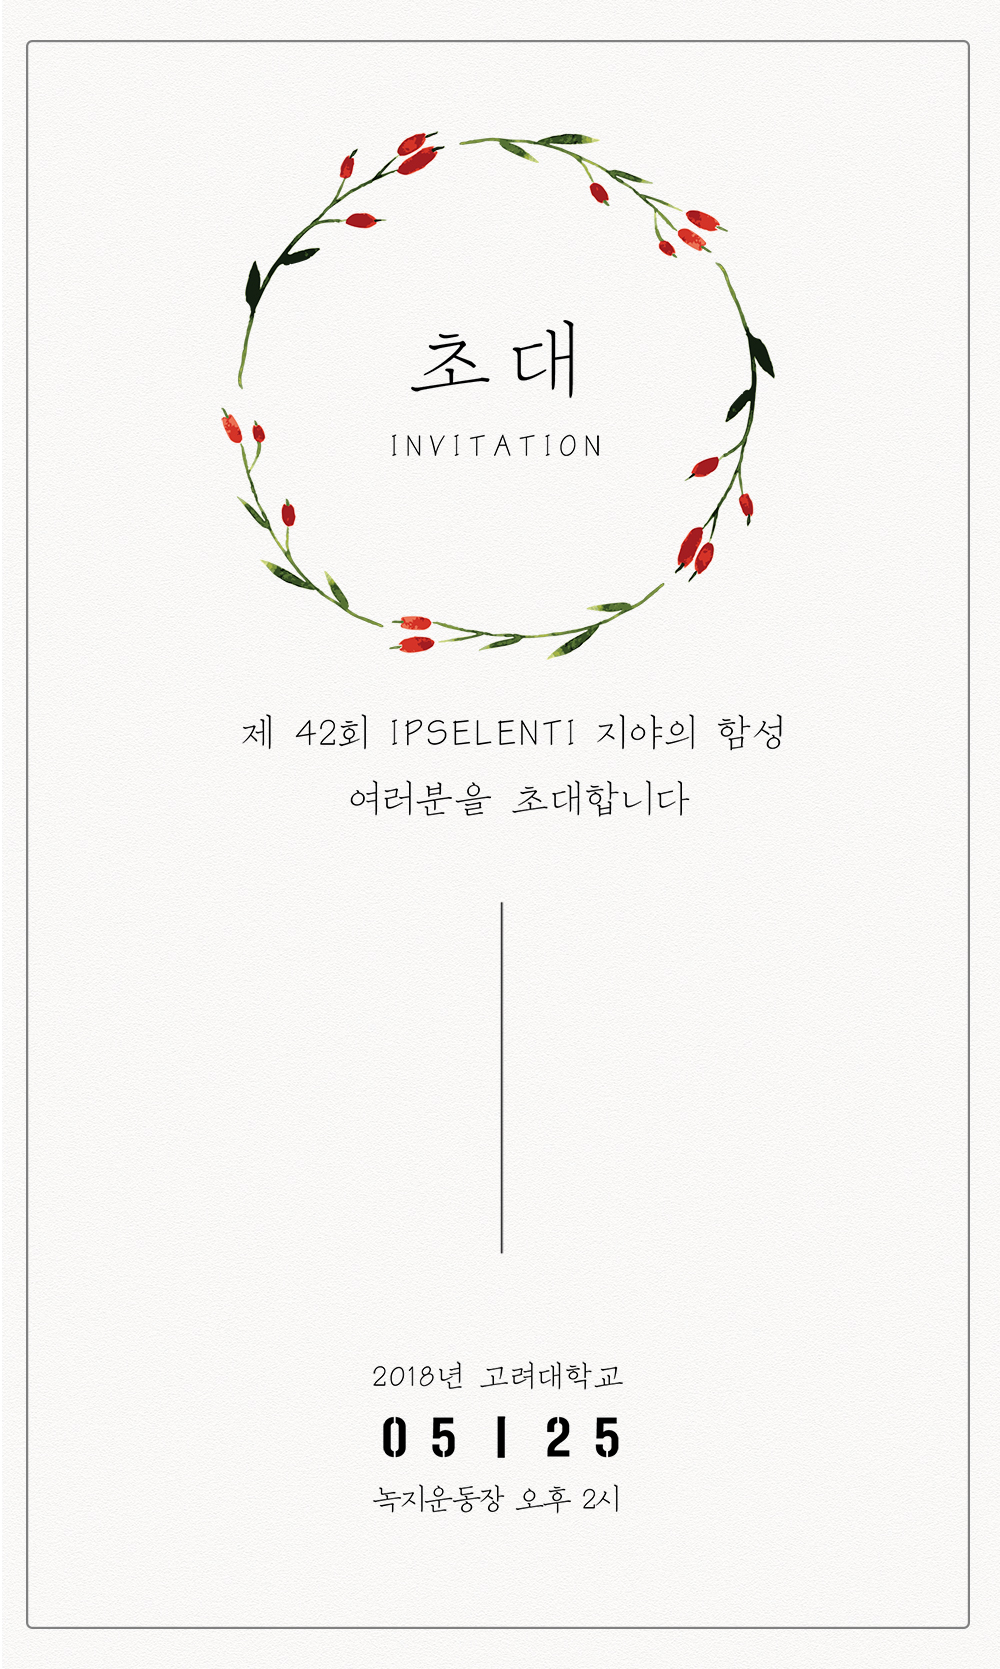 초대
INVITATION
제 42회 IPSELENTI 지야의 함성
여러분을 초대합니다
2018년 고려대학교
05 | 25
녹지운동장 오후 2시